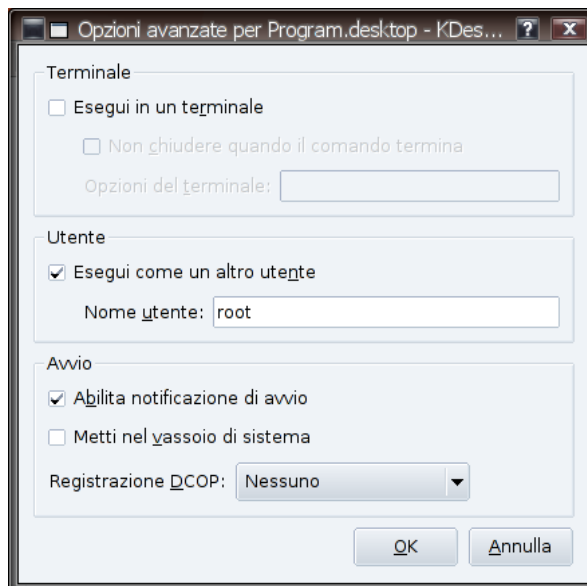 Opzioni avanzate per Program.desktop - KDes... ? X
Terminale
Esegui in un terminale
Non chiudere quando il comando termina
Opzioni del terminale:
Utente
Esegui come un altro utente
Nome utente: root
Avvio
Abilita notificazione di avvio
Metti nel vassoio di sistema
Registrazione DCOP: Nessuno
OK Annulla